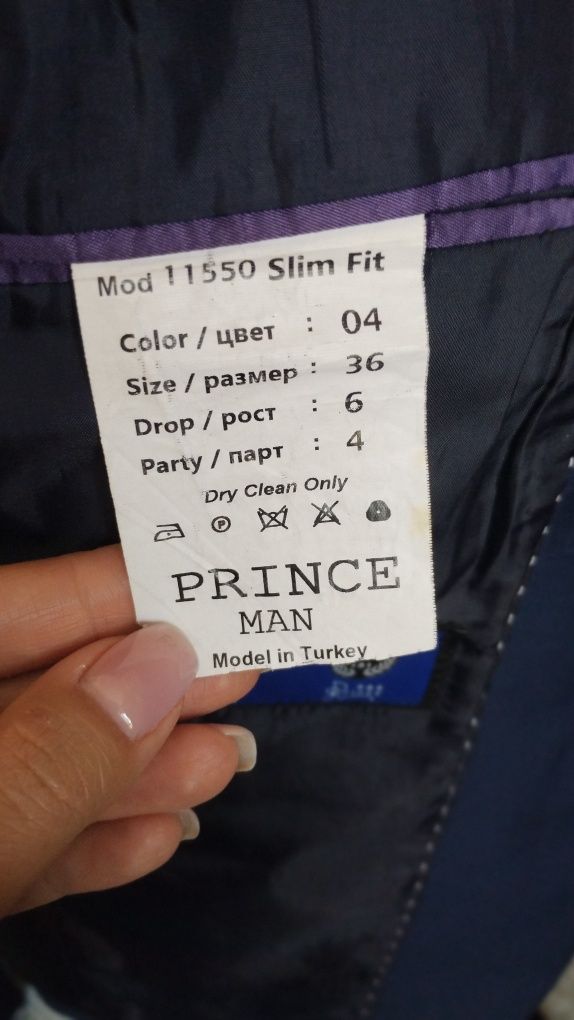 Mod 11550 Slim Fit
Color / цвет : 04
Size / размер : 36
Drop / рост : 6
Party / парт : 4
Dry Clean Only
P
PRINCE
MAN
Model in Turkey